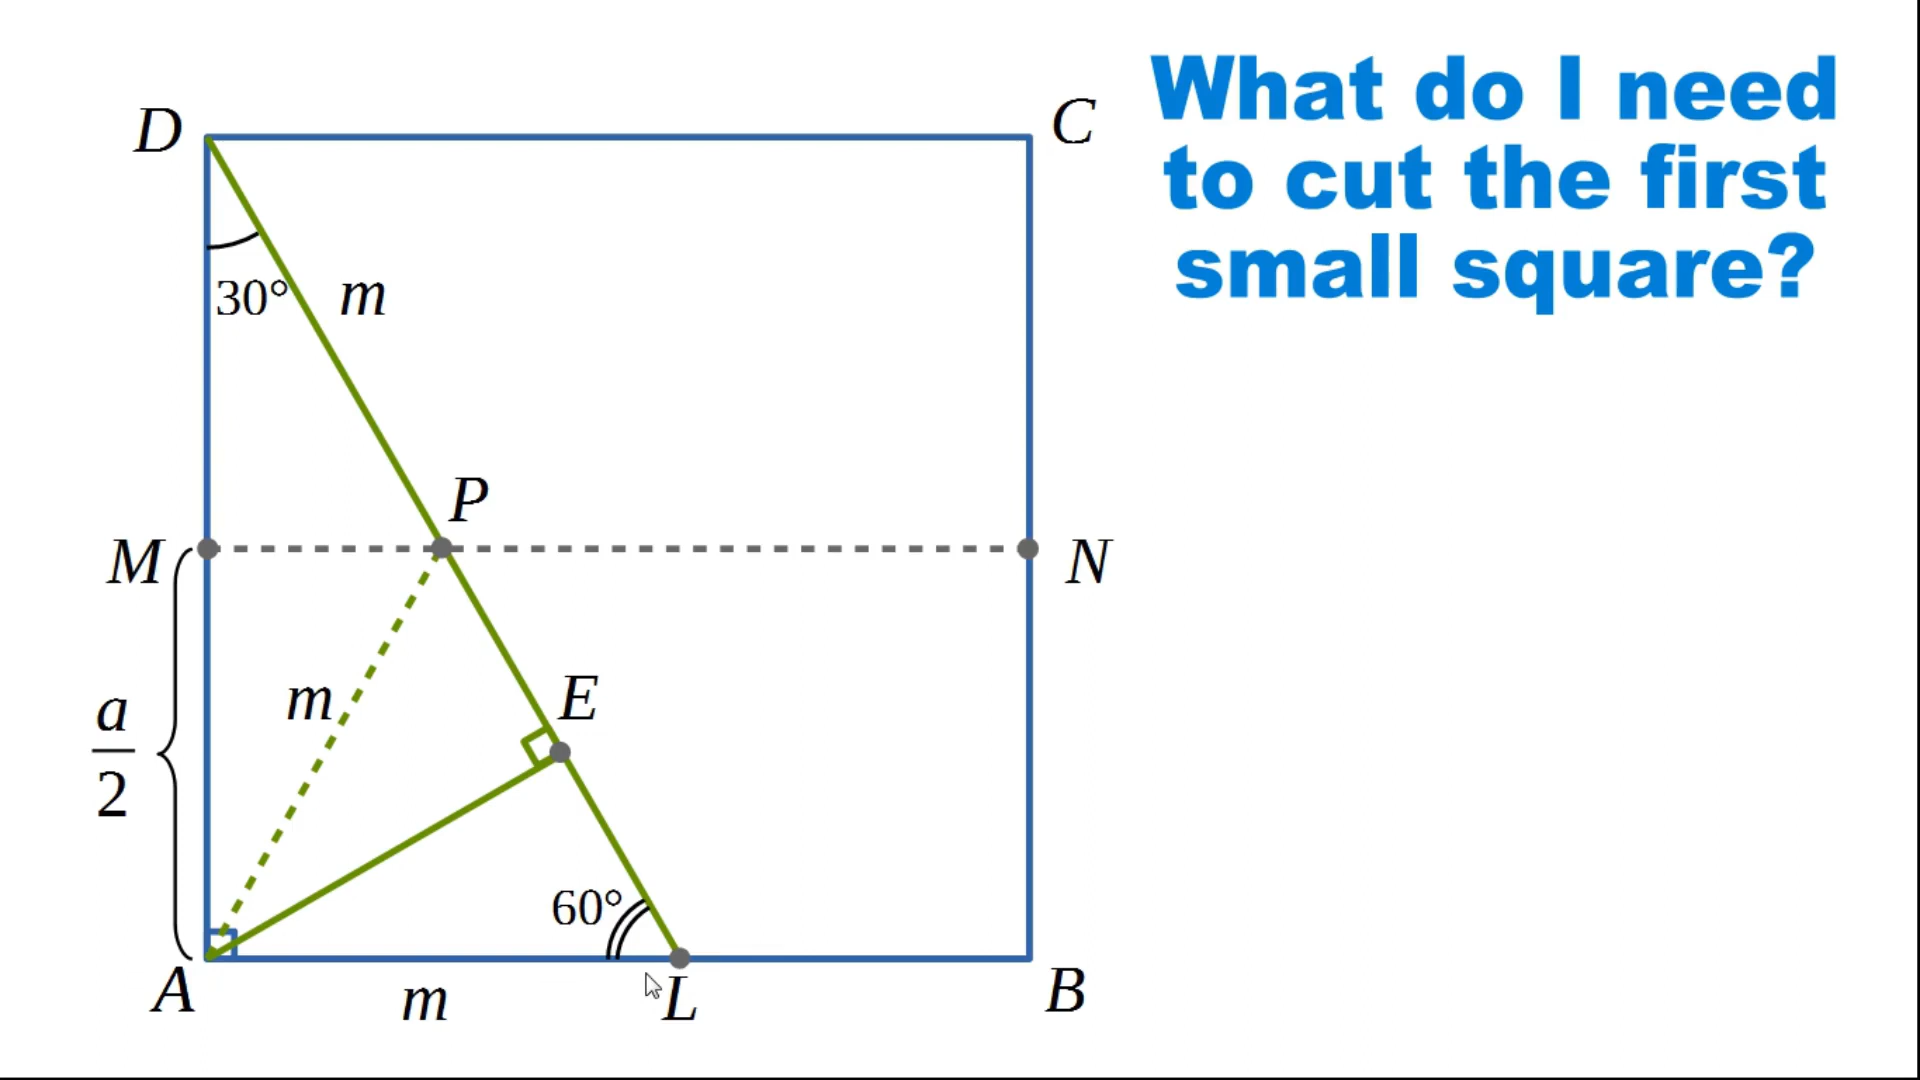 What do I need
to cut the first
small square?
D
C
30°
m
P
M
N
m
E
a
2
60°
A
m
L
B